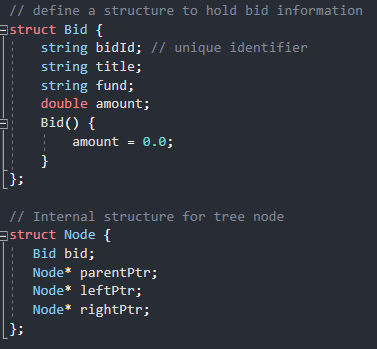 // define a structure to hold bid information
struct Bid {
    string bidId; // unique identifier
    string title;
    string fund;
    double amount;
    Bid() {
        amount = 0.0;
    }
};

// Internal structure for tree node
struct Node {
   Bid bid;
   Node* parentPtr;
   Node* leftPtr;
   Node* rightPtr;
};